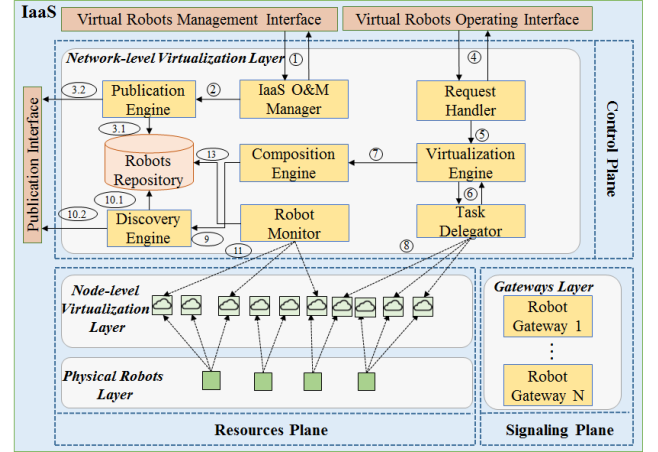 IaaS
Virtual Robots Management Interface
Virtual Robots Operating Interface
Network-level Virtualization Layer
①
④
3.2
Publication
Engine
②
IaaS O&M
Manager
Request
Handler
Control Plane
Publication Interface
3.1
⑤
Robots
Repository
13
Composition
Engine
⑦
Virtualization
Engine
10.1
⑥
10.2
Discovery
Engine
9
Robot
Monitor
Task
Delegator
11
⑧
Node-level
Virtualization
Layer
Gateways Layer
Robot
Gateway 1
⋮
Physical Robots
Layer
Robot
Gateway N
Resources Plane
Signaling Plane